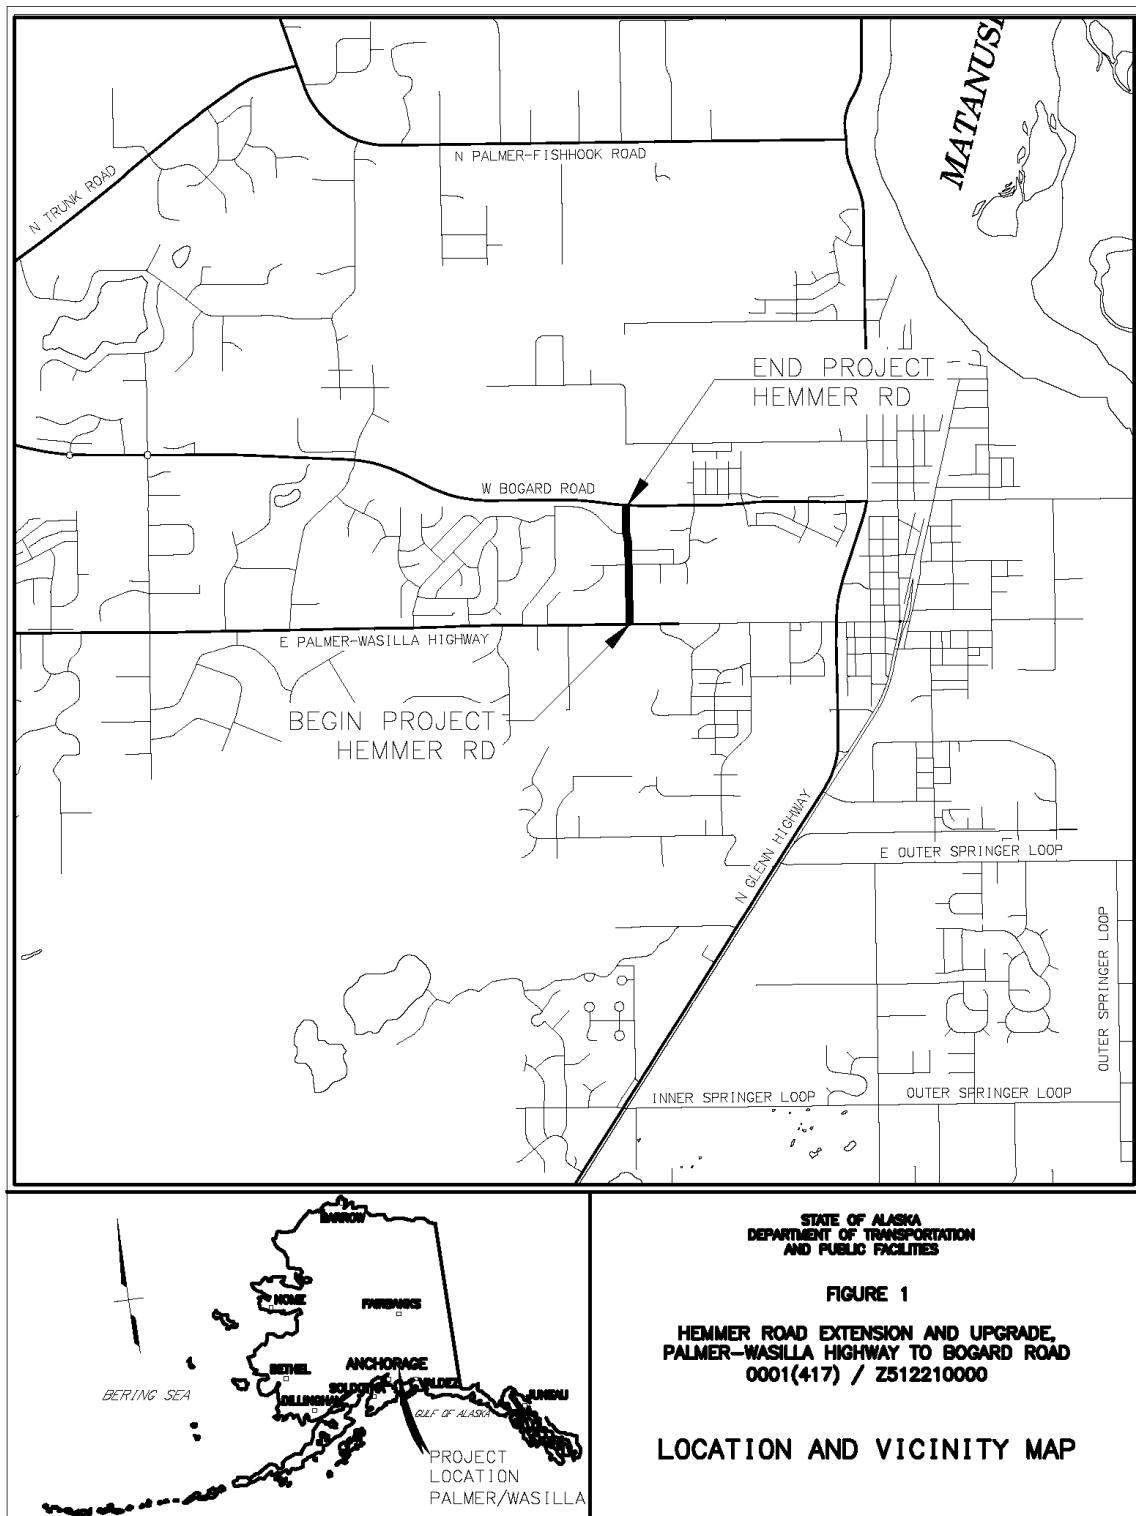 MATANUS
N PALMER-FISHHOOK ROAD
N TRUNK ROAD
END PROJECT
HEMMER RD
W BOGARD ROAD
E PALMER-WASILLA HIGHWAY
BEGIN PROJECT
HEMMER RD
N GLENN HIGHWAY
E OUTER SPRINGER LOOP
OUTER SPRINGER LOOP
INNER SPRINGER LOOP
OUTER SPRINGER LOOP
BARROW
NOME
FAIRBANKS
BETHEL
ANCHORAGE
SOLDOTNA
VALDEZ
DILLINGHAM
JUNEAU
BERING SEA
GULF OF ALASKA
PROJECT
LOCATION
PALMER/WASILLA
STATE OF ALASKA
DEPARTMENT OF TRANSPORTATION
AND PUBLIC FACILITIES
FIGURE 1
HEMMER ROAD EXTENSION AND UPGRADE,
PALMER-WASILLA HIGHWAY TO BOGARD ROAD
0001(417) / Z512210000
LOCATION AND VICINITY MAP